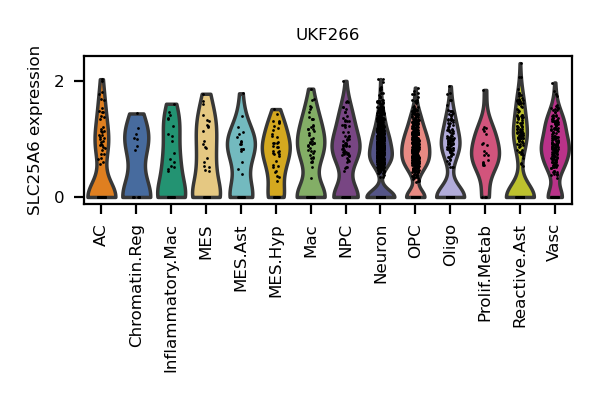 UKF266
SLC25A6 expression
2
0
AC
Chromatin.Reg
Inflammatory.Mac
MES
MES.Ast
MES.Hyp
Mac
NPC
Neuron
OPC
Oligo
Prolif.Metab
Reactive.Ast
Vasc